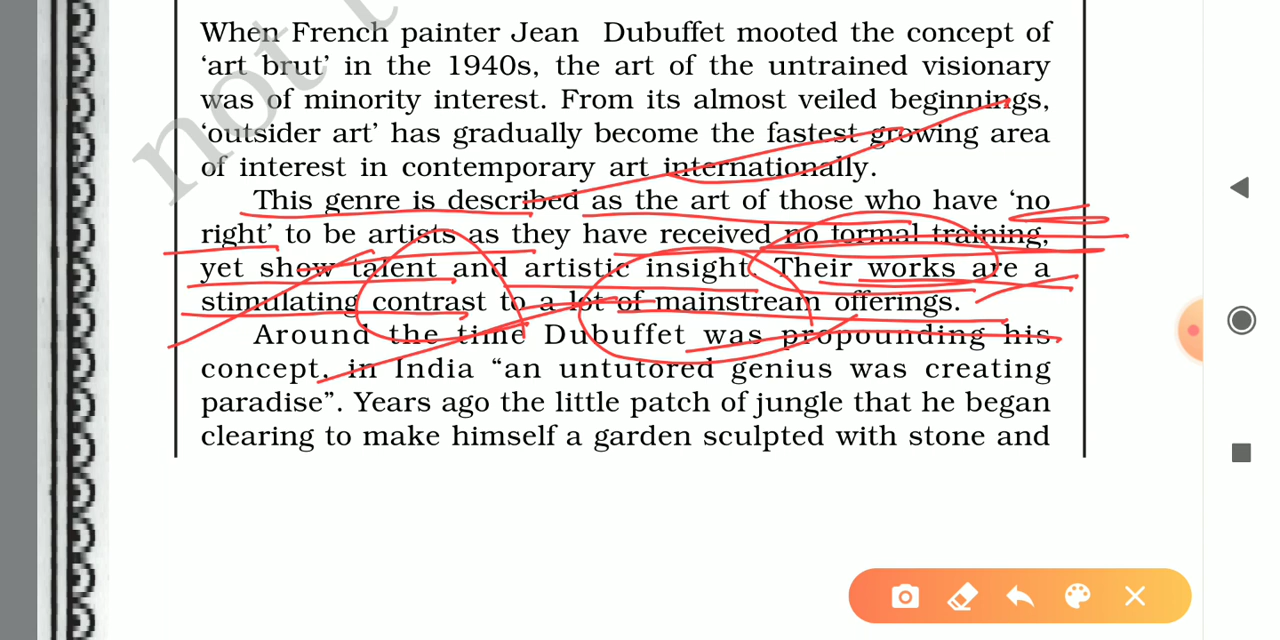 When French painter Jean Dubuffet mooted the concept of
‘art brut’ in the 1940s, the art of the untrained visionary
was of minority interest. From its almost veiled beginnings,
‘outsider art’ has gradually become the fastest growing area
of interest in contemporary art internationally.
This genre is described as the art of those who have ‘no
right’ to be artists as they have received no formal training,
yet show talent and artistic insight. Their works are a
stimulating contrast to a lot of mainstream offerings.
Around the time Dubuffet was propounding his
concept, in India “an untutored genius was creating
paradise”. Years ago the little patch of jungle that he began
clearing to make himself a garden sculpted with stone and
not t